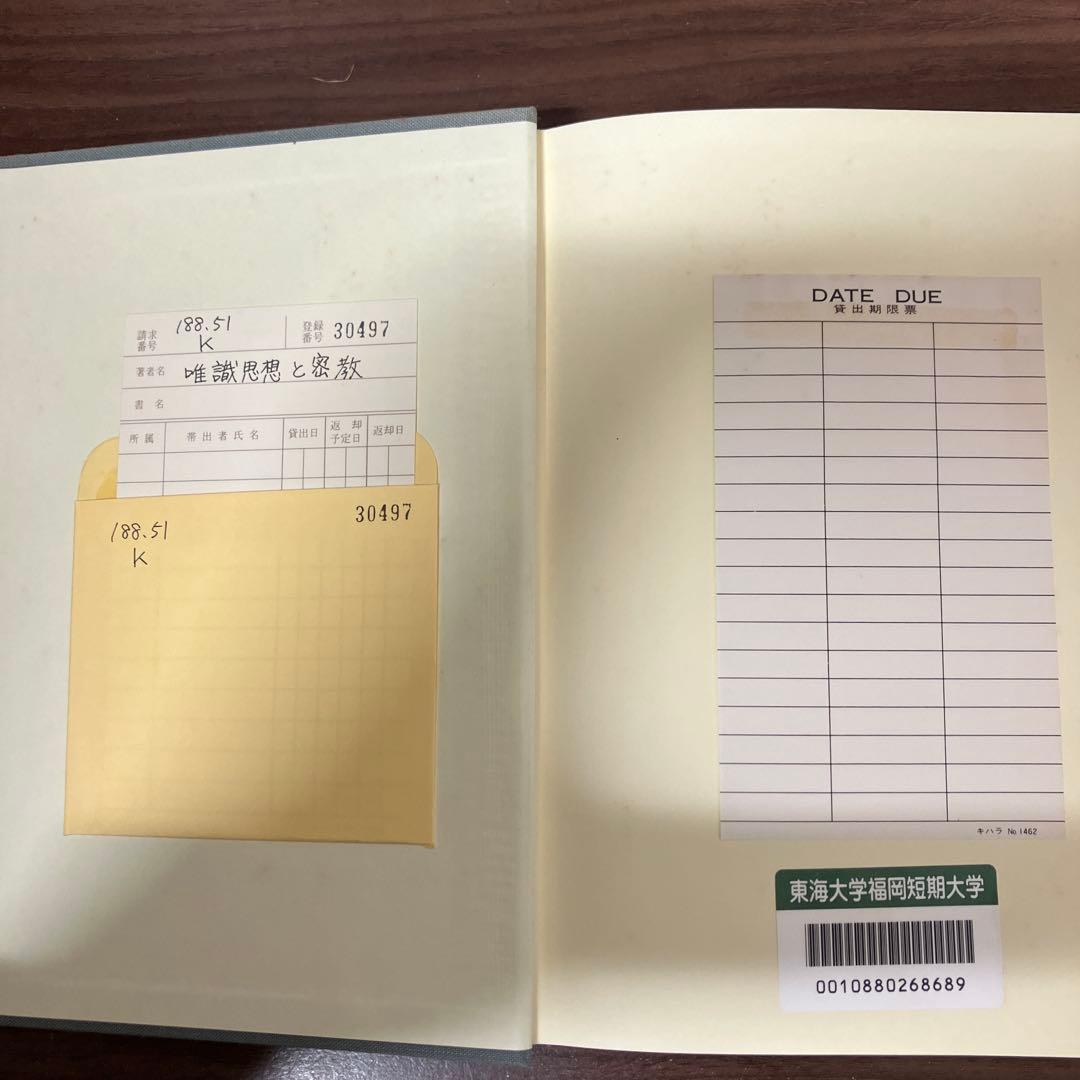 請求番号 188.51 K 登録番号 30497
著者名 唯識思想と密教
書名
所属 帯出者氏名 貸出日 返却予定日 返却日
188.51 30497
K
DATE DUE
貸出期限票
キハラ No.1462
東海大学福岡短期大学
0010880268689